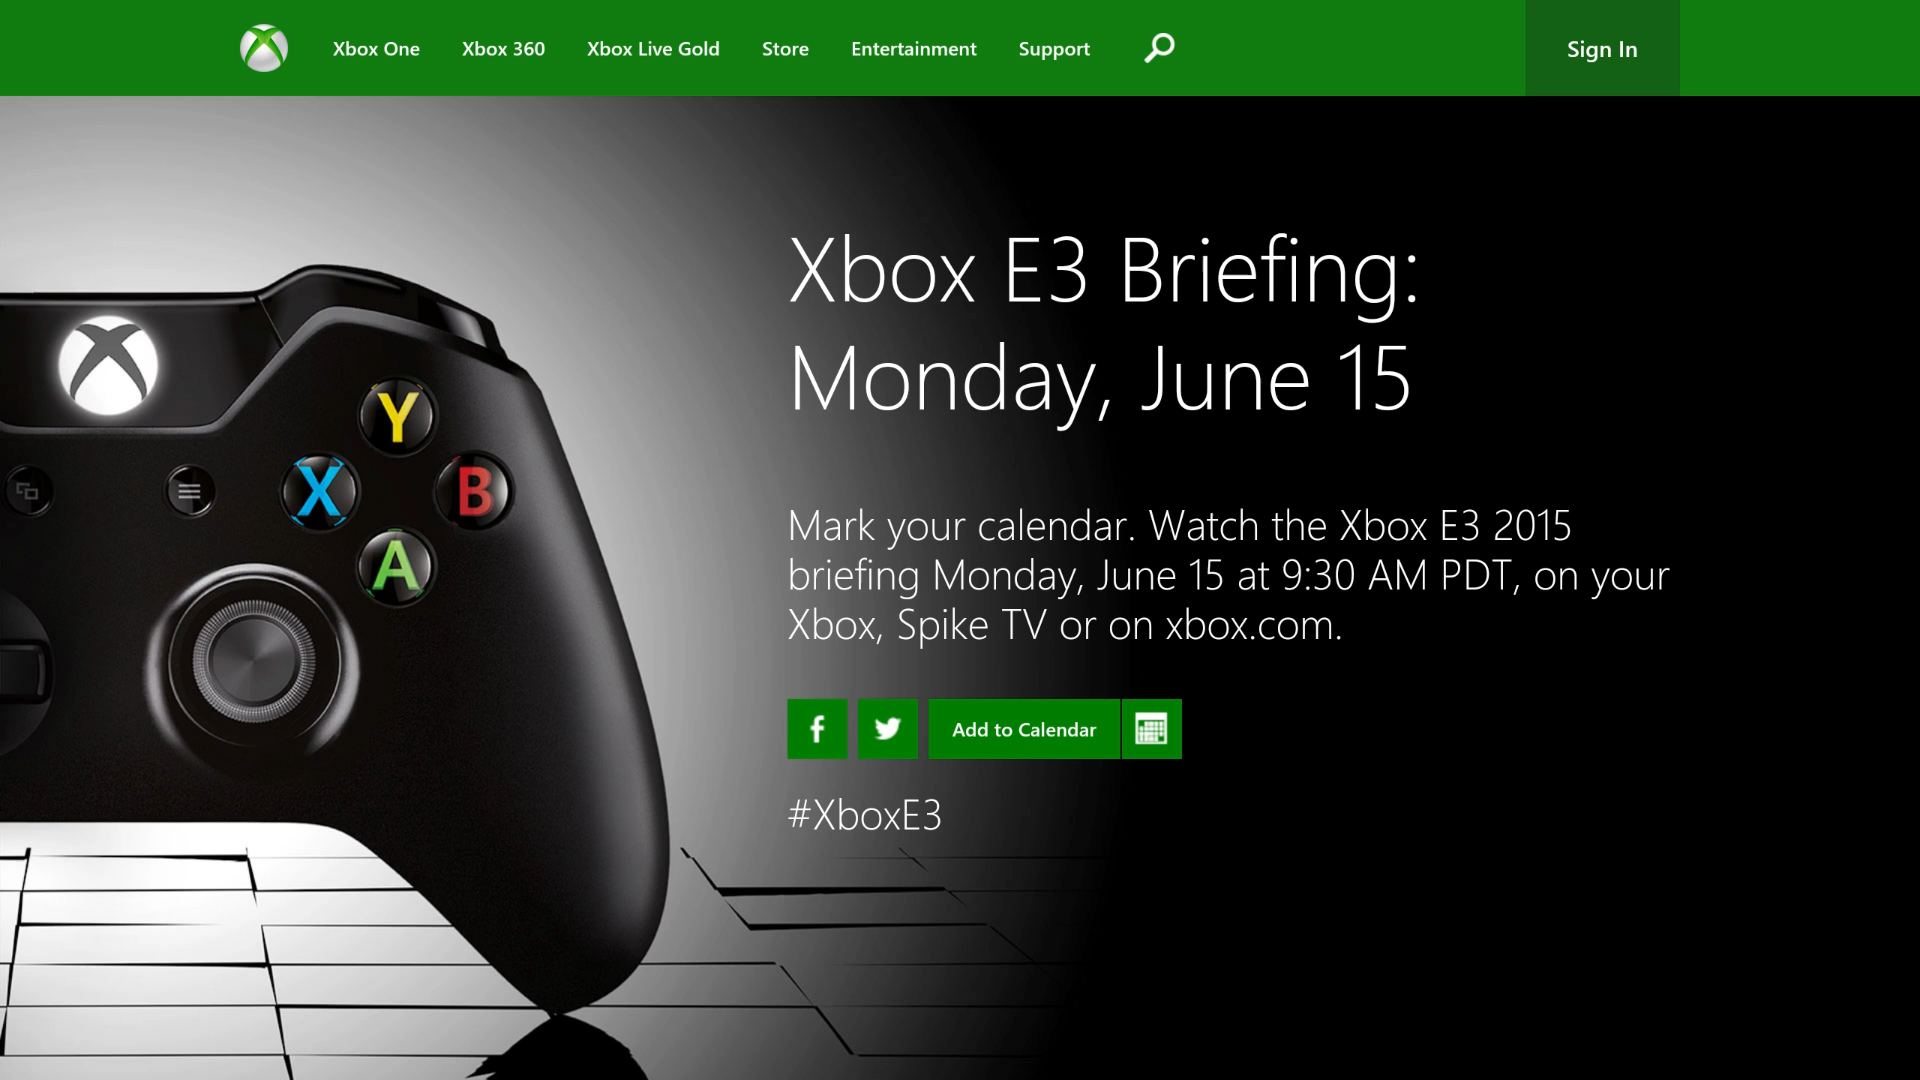 Xbox One Xbox 360 Xbox Live Gold Store Entertainment Support Sign In
Xbox E3 Briefing:
Monday, June 15
Y
X
B
A
Mark your calendar. Watch the Xbox E3 2015
briefing Monday, June 15 at 9:30 AM PDT, on your
Xbox, Spike TV or on xbox.com.
f
Add to Calendar
#XboxE3